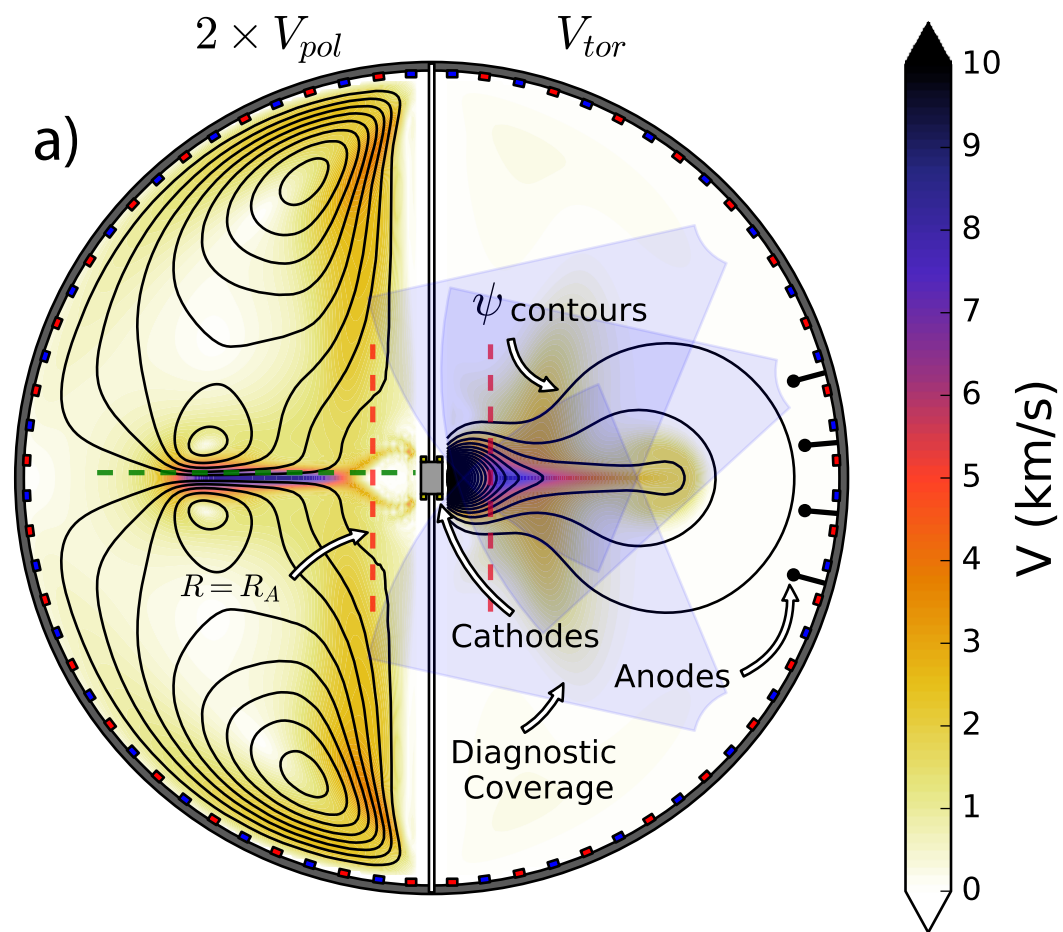 2 × V_pol
V_tor
a)
ψ contours
R = R_A
Cathodes
Anodes
Diagnostic
Coverage
10
9
8
7
6
5
4
3
2
1
0
V (km/s)